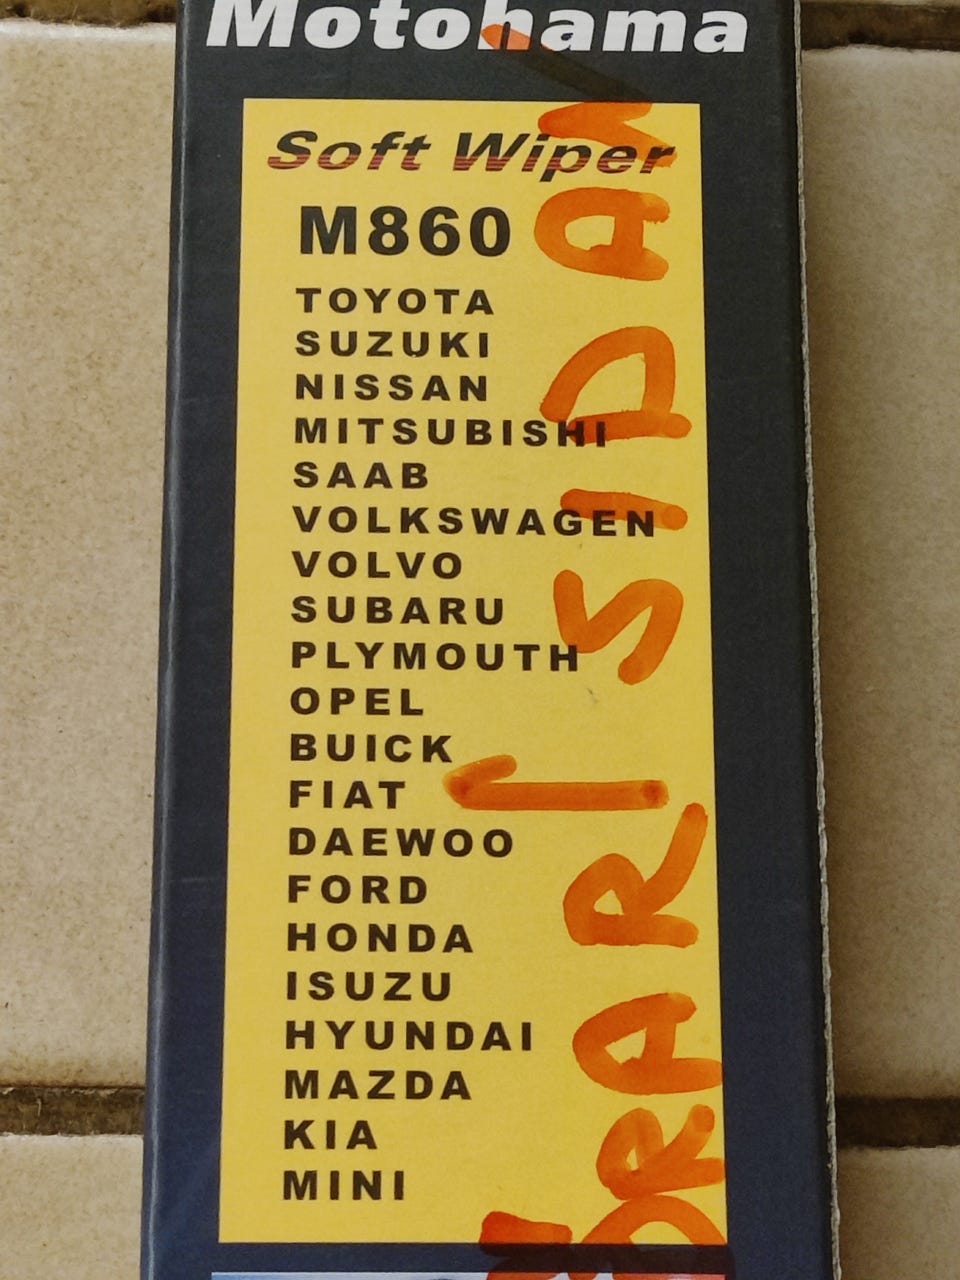 Motohama
Soft Wiper
M860
TOYOTA
SUZUKI
NISSAN
MITSUBISHI
SAAB
VOLKSWAGEN
VOLVO
SUBARU
PLYMOUTH
OPEL
BUICK
FIAT
DAEWOO
FORD
HONDA
ISUZU
HYUNDAI
MAZDA
KIA
MINI